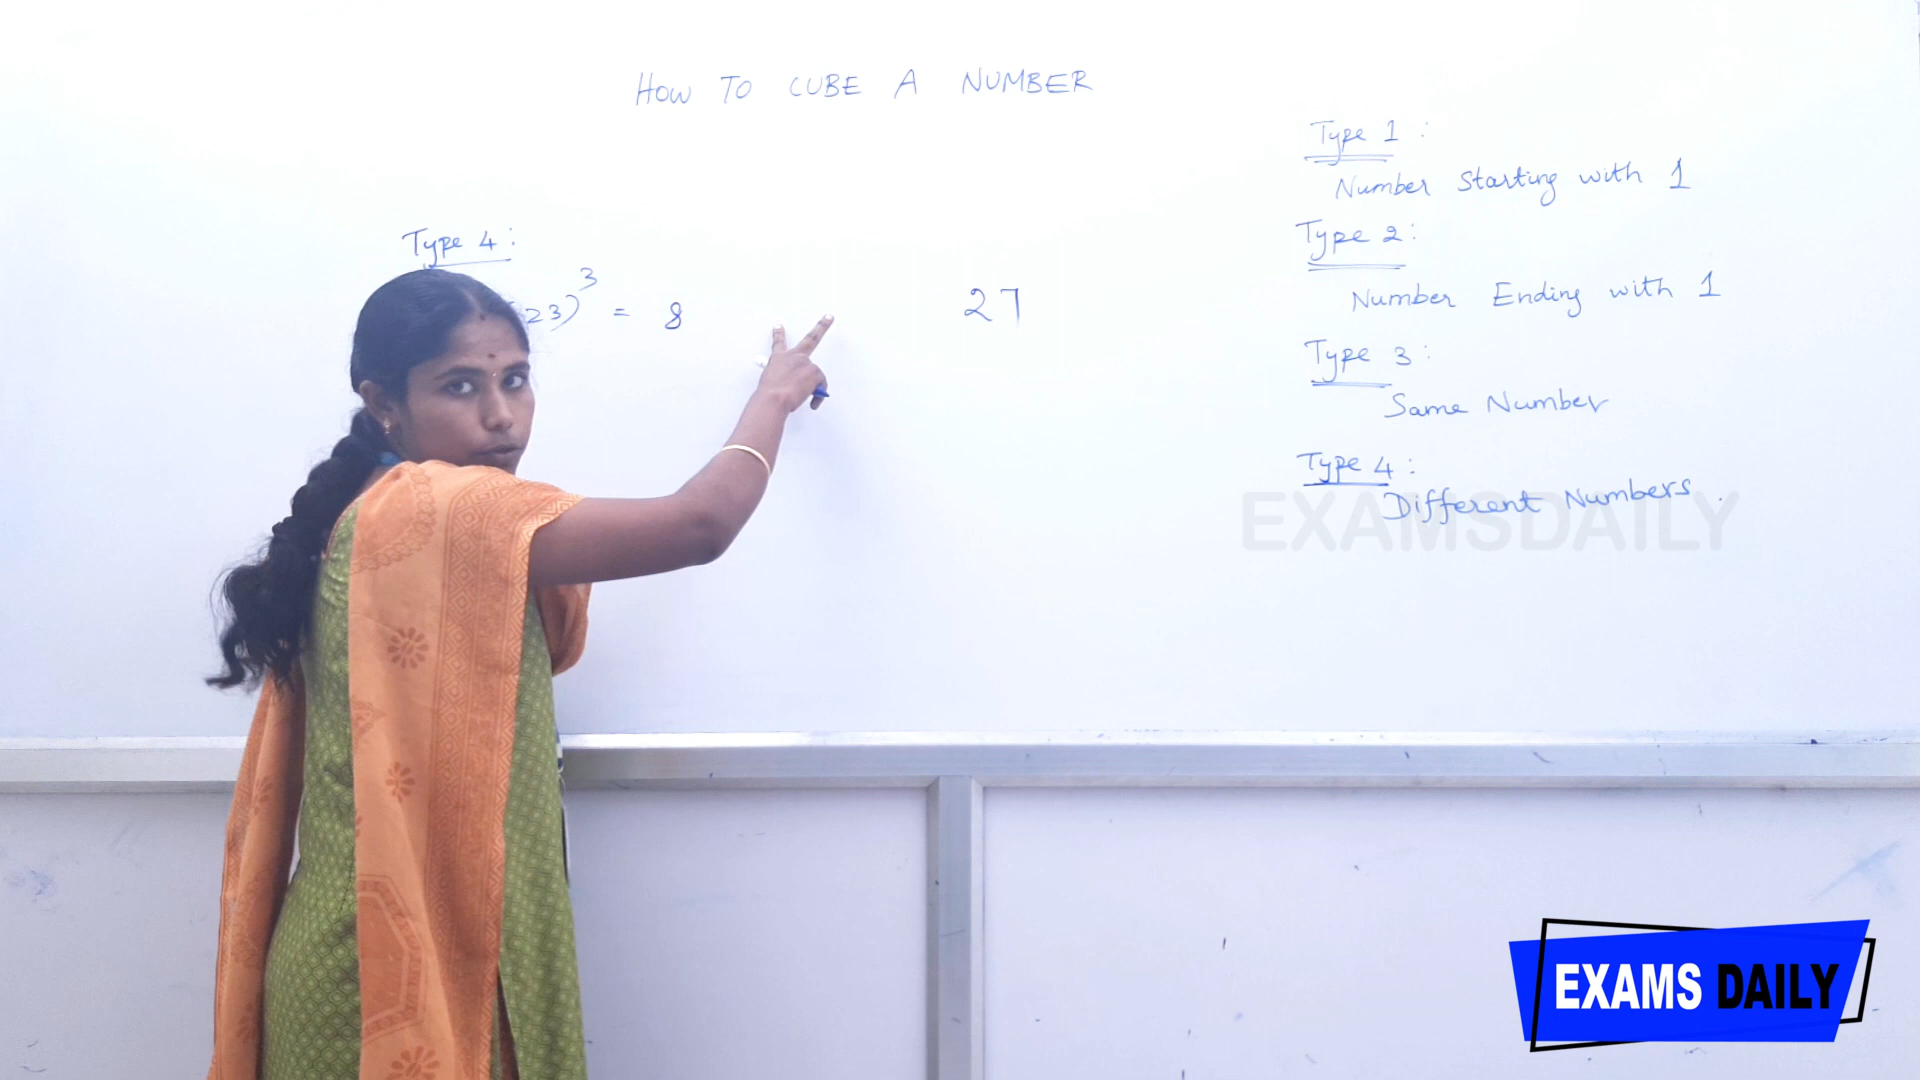 HOW TO CUBE A NUMBER
Type 4:
(23)³ = 8 27
Type 1:
Number Starting with 1
Type 2:
Number Ending with 1
Type 3:
Same Number
Type 4:
Different Numbers.
EXAMSDAILY
EXAMS DAILY